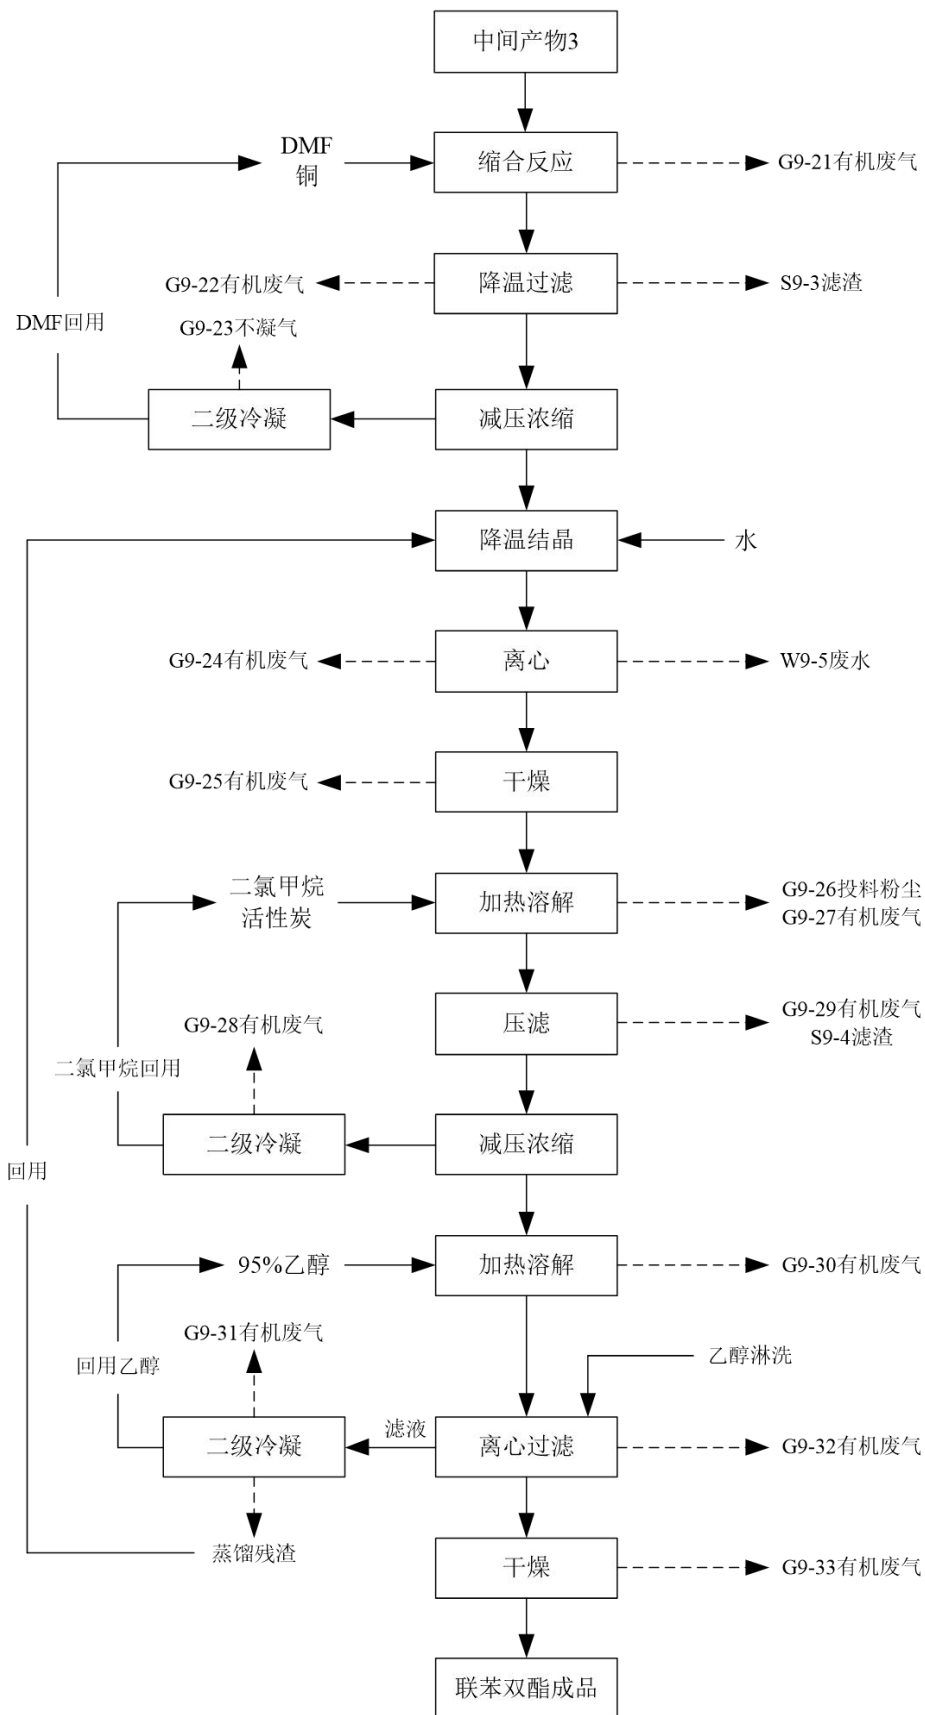 中间产物3
DMF
铜
缩合反应
G9-21有机废气
G9-22有机废气
降温过滤
S9-3滤渣
DMF回用
G9-23不凝气
二级冷凝
减压浓缩
降温结晶
水
G9-24有机废气
离心
W9-5废水
G9-25有机废气
干燥
二氯甲烷
活性炭
加热溶解
G9-26投料粉尘
G9-27有机废气
G9-28有机废气
压滤
G9-29有机废气
S9-4滤渣
二氯甲烷回用
二级冷凝
减压浓缩
回用
95%乙醇
加热溶解
G9-30有机废气
G9-31有机废气
回用乙醇
乙醇淋洗
二级冷凝
滤液
离心过滤
G9-32有机废气
蒸馏残渣
干燥
G9-33有机废气
联苯双酯成品